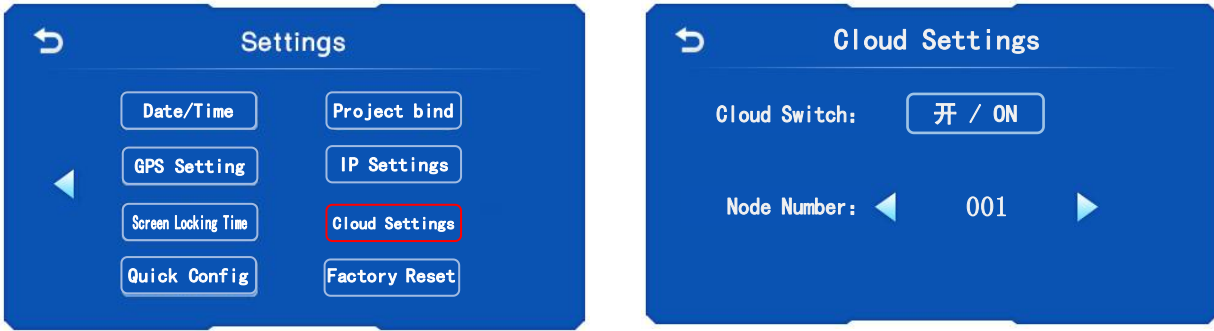 Settings
Date/Time
Project bind
GPS Setting
IP Settings
Screen Locking Time
Cloud Settings
Quick Config
Factory Reset
Cloud Settings
Cloud Switch:
开 / ON
Node Number:
001